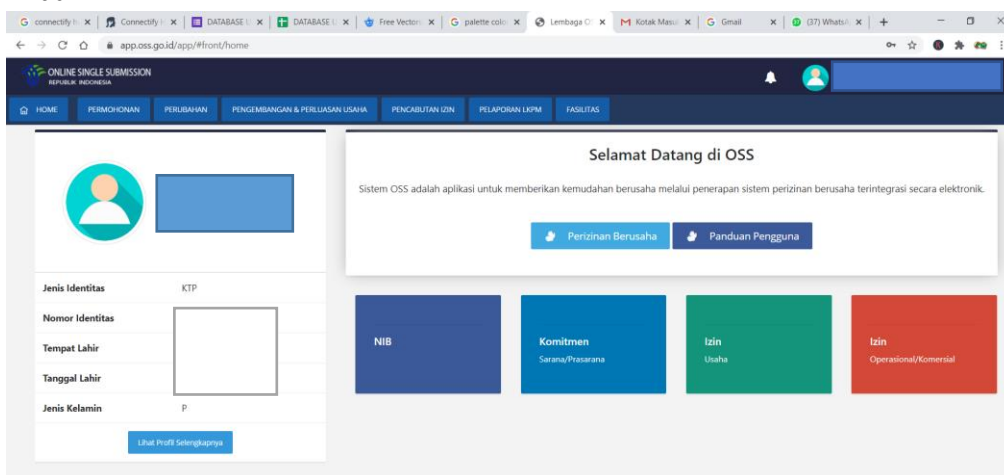 connectify h
Connectify H
DATABASE U
DATABASE U
Free Vectors
palette color
Lembaga O
Kotak Masu
Gmail
(37) WhatsA
app.oss.go.id/app/#front/home
ONLINE SINGLE SUBMISSION
REPUBLIK INDONESIA
HOME
PERMOHONAN
PERUBAHAN
PENGEMBANGAN & PERLUASAN USAHA
PENCABUTAN IZIN
PELAPORAN LKPM
FASILITAS
Selamat Datang di OSS
Sistem OSS adalah aplikasi untuk memberikan kemudahan berusaha melalui penerapan sistem perizinan berusaha terintegrasi secara elektronik.
Perizinan Berusaha
Panduan Pengguna
Jenis Identitas KTP
Nomor Identitas
Tempat Lahir
Tanggal Lahir
Jenis Kelamin P
Lihat Profil Selengkapnya
NIB
Komitmen
Sarana/Prasarana
Izin
Usaha
Izin
Operasional/Komersial